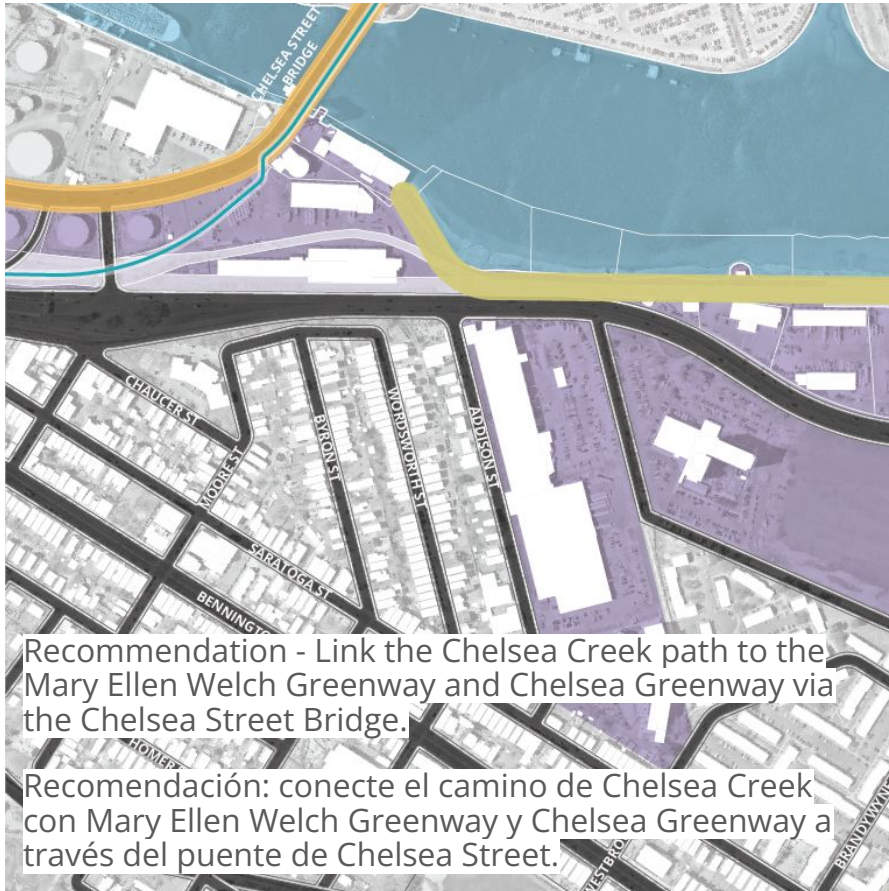 CHELSEA STREET
BRIDGE
CHAUCER ST
MOORE ST
BYRON ST
WORDSWORTH ST
ADDISON ST
SARATOGA ST
Recommendation - Link the Chelsea Creek path to the
Mary Ellen Welch Greenway and Chelsea Greenway via
the Chelsea Street Bridge.
Recomendación: conecte el camino de Chelsea Creek
con Mary Ellen Welch Greenway y Chelsea Greenway a
través del puente de Chelsea Street.